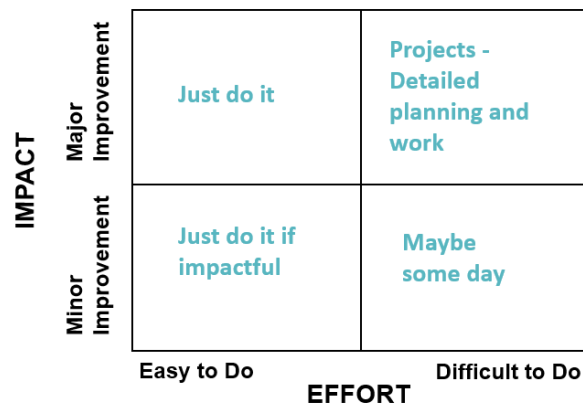 IMPACT
Major
Improvement
Just do it
Projects -
Detailed
planning and
work
Minor
Improvement
Just do it if
impactful
Maybe
some day
Easy to Do
Difficult to Do
EFFORT